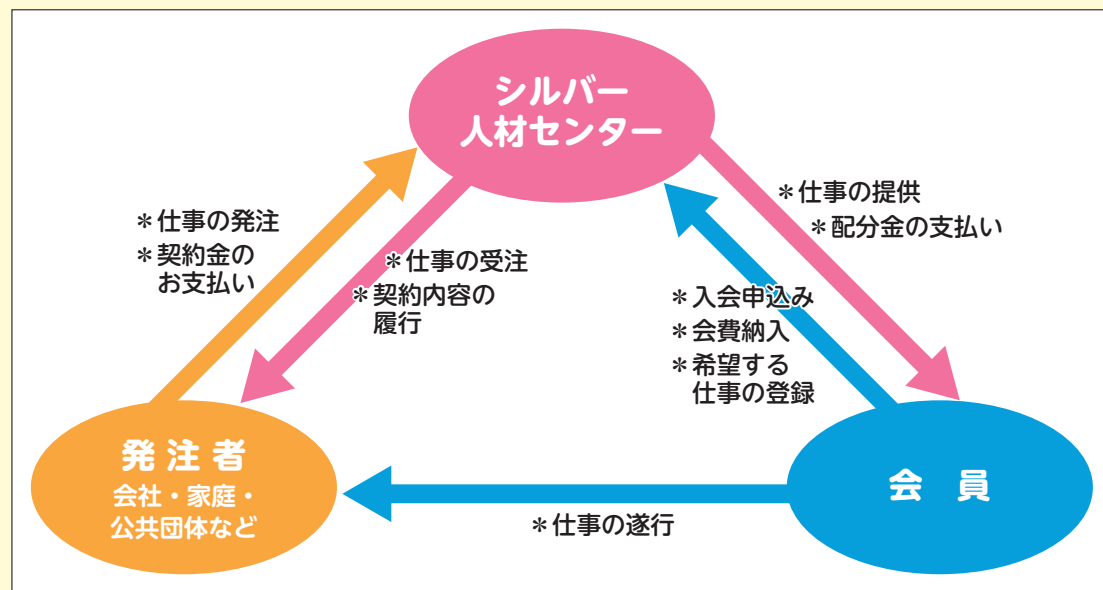 シルバー
人材センター
＊仕事の発注
＊契約金の
お支払い
＊仕事の受注
＊契約内容の
履行
＊仕事の提供
＊配分金の支払い
＊入会申込み
＊会費納入
＊希望する
仕事の登録
発注者
会社・家庭・
公共団体など
会　員
＊仕事の遂行